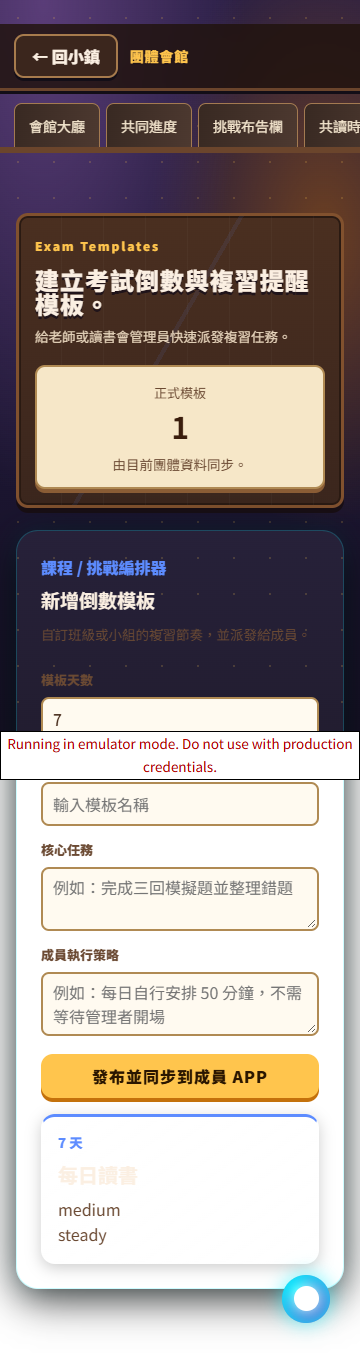 ← 回小鎮
團體會館
會館大廳
共同進度
挑戰布告欄
共讀時
Exam Templates
建立考試倒數與複習提醒
模板。
給老師或讀書會管理員快速派發複習任務。
正式模板
1
由目前團體資料同步。
課程 / 挑戰編排器
新增倒數模板
自訂班級或小組的複習節奏，並派發給成員。
模板天數
7
Running in emulator mode. Do not use with production
credentials.
輸入模板名稱
核心任務
例如：完成三回模擬題並整理錯題
成員執行策略
例如：每日自行安排 50 分鐘，不需
等待管理者開場
發布並同步到成員 APP
7 天
每日讀書
medium
steady